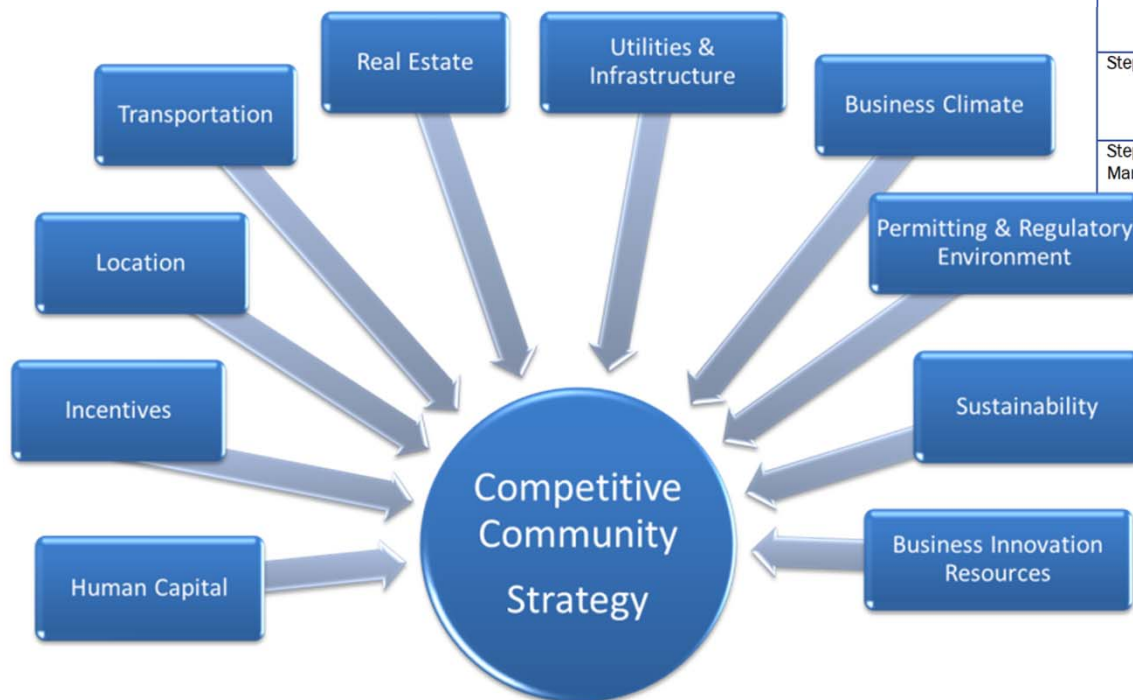 Real Estate
Utilities &
Infrastructure
Transportation
Business Climate
Location
Permitting & Regulatory
Environment
Incentives
Sustainability
Human Capital
Business Innovation
Resources
Competitive
Community
Strategy